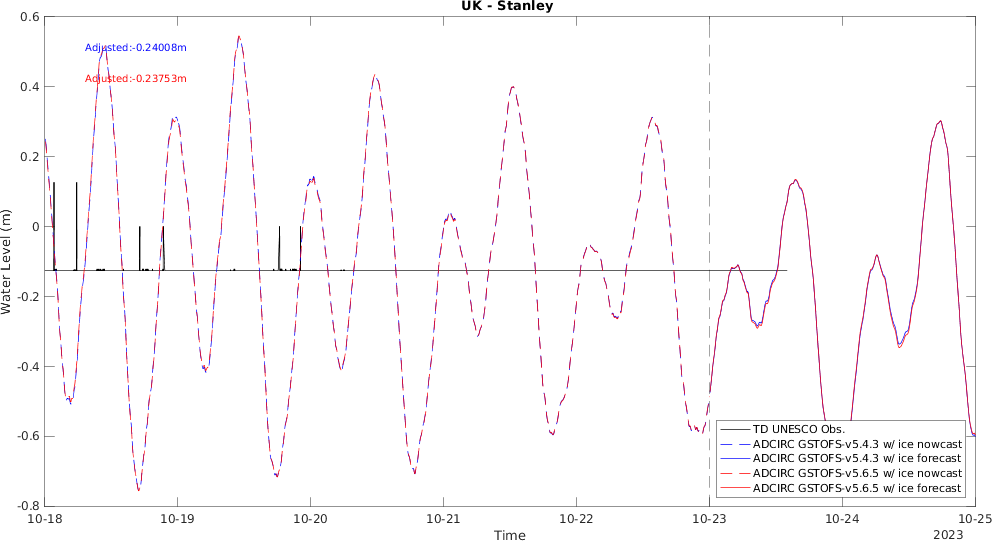 UK - Stanley
Adjusted:-0.24008m
Adjusted:-0.23753m
Water Level (m)
0.6
0.4
0.2
0
-0.2
-0.4
-0.6
-0.8
TD UNESCO Obs.
ADCIRC GSTOFS-v5.4.3 w/ ice nowcast
ADCIRC GSTOFS-v5.4.3 w/ ice forecast
ADCIRC GSTOFS-v5.6.5 w/ ice nowcast
ADCIRC GSTOFS-v5.6.5 w/ ice forecast
10-18 10-19 10-20 10-21 10-22 10-23 10-24 10-25
Time
2023